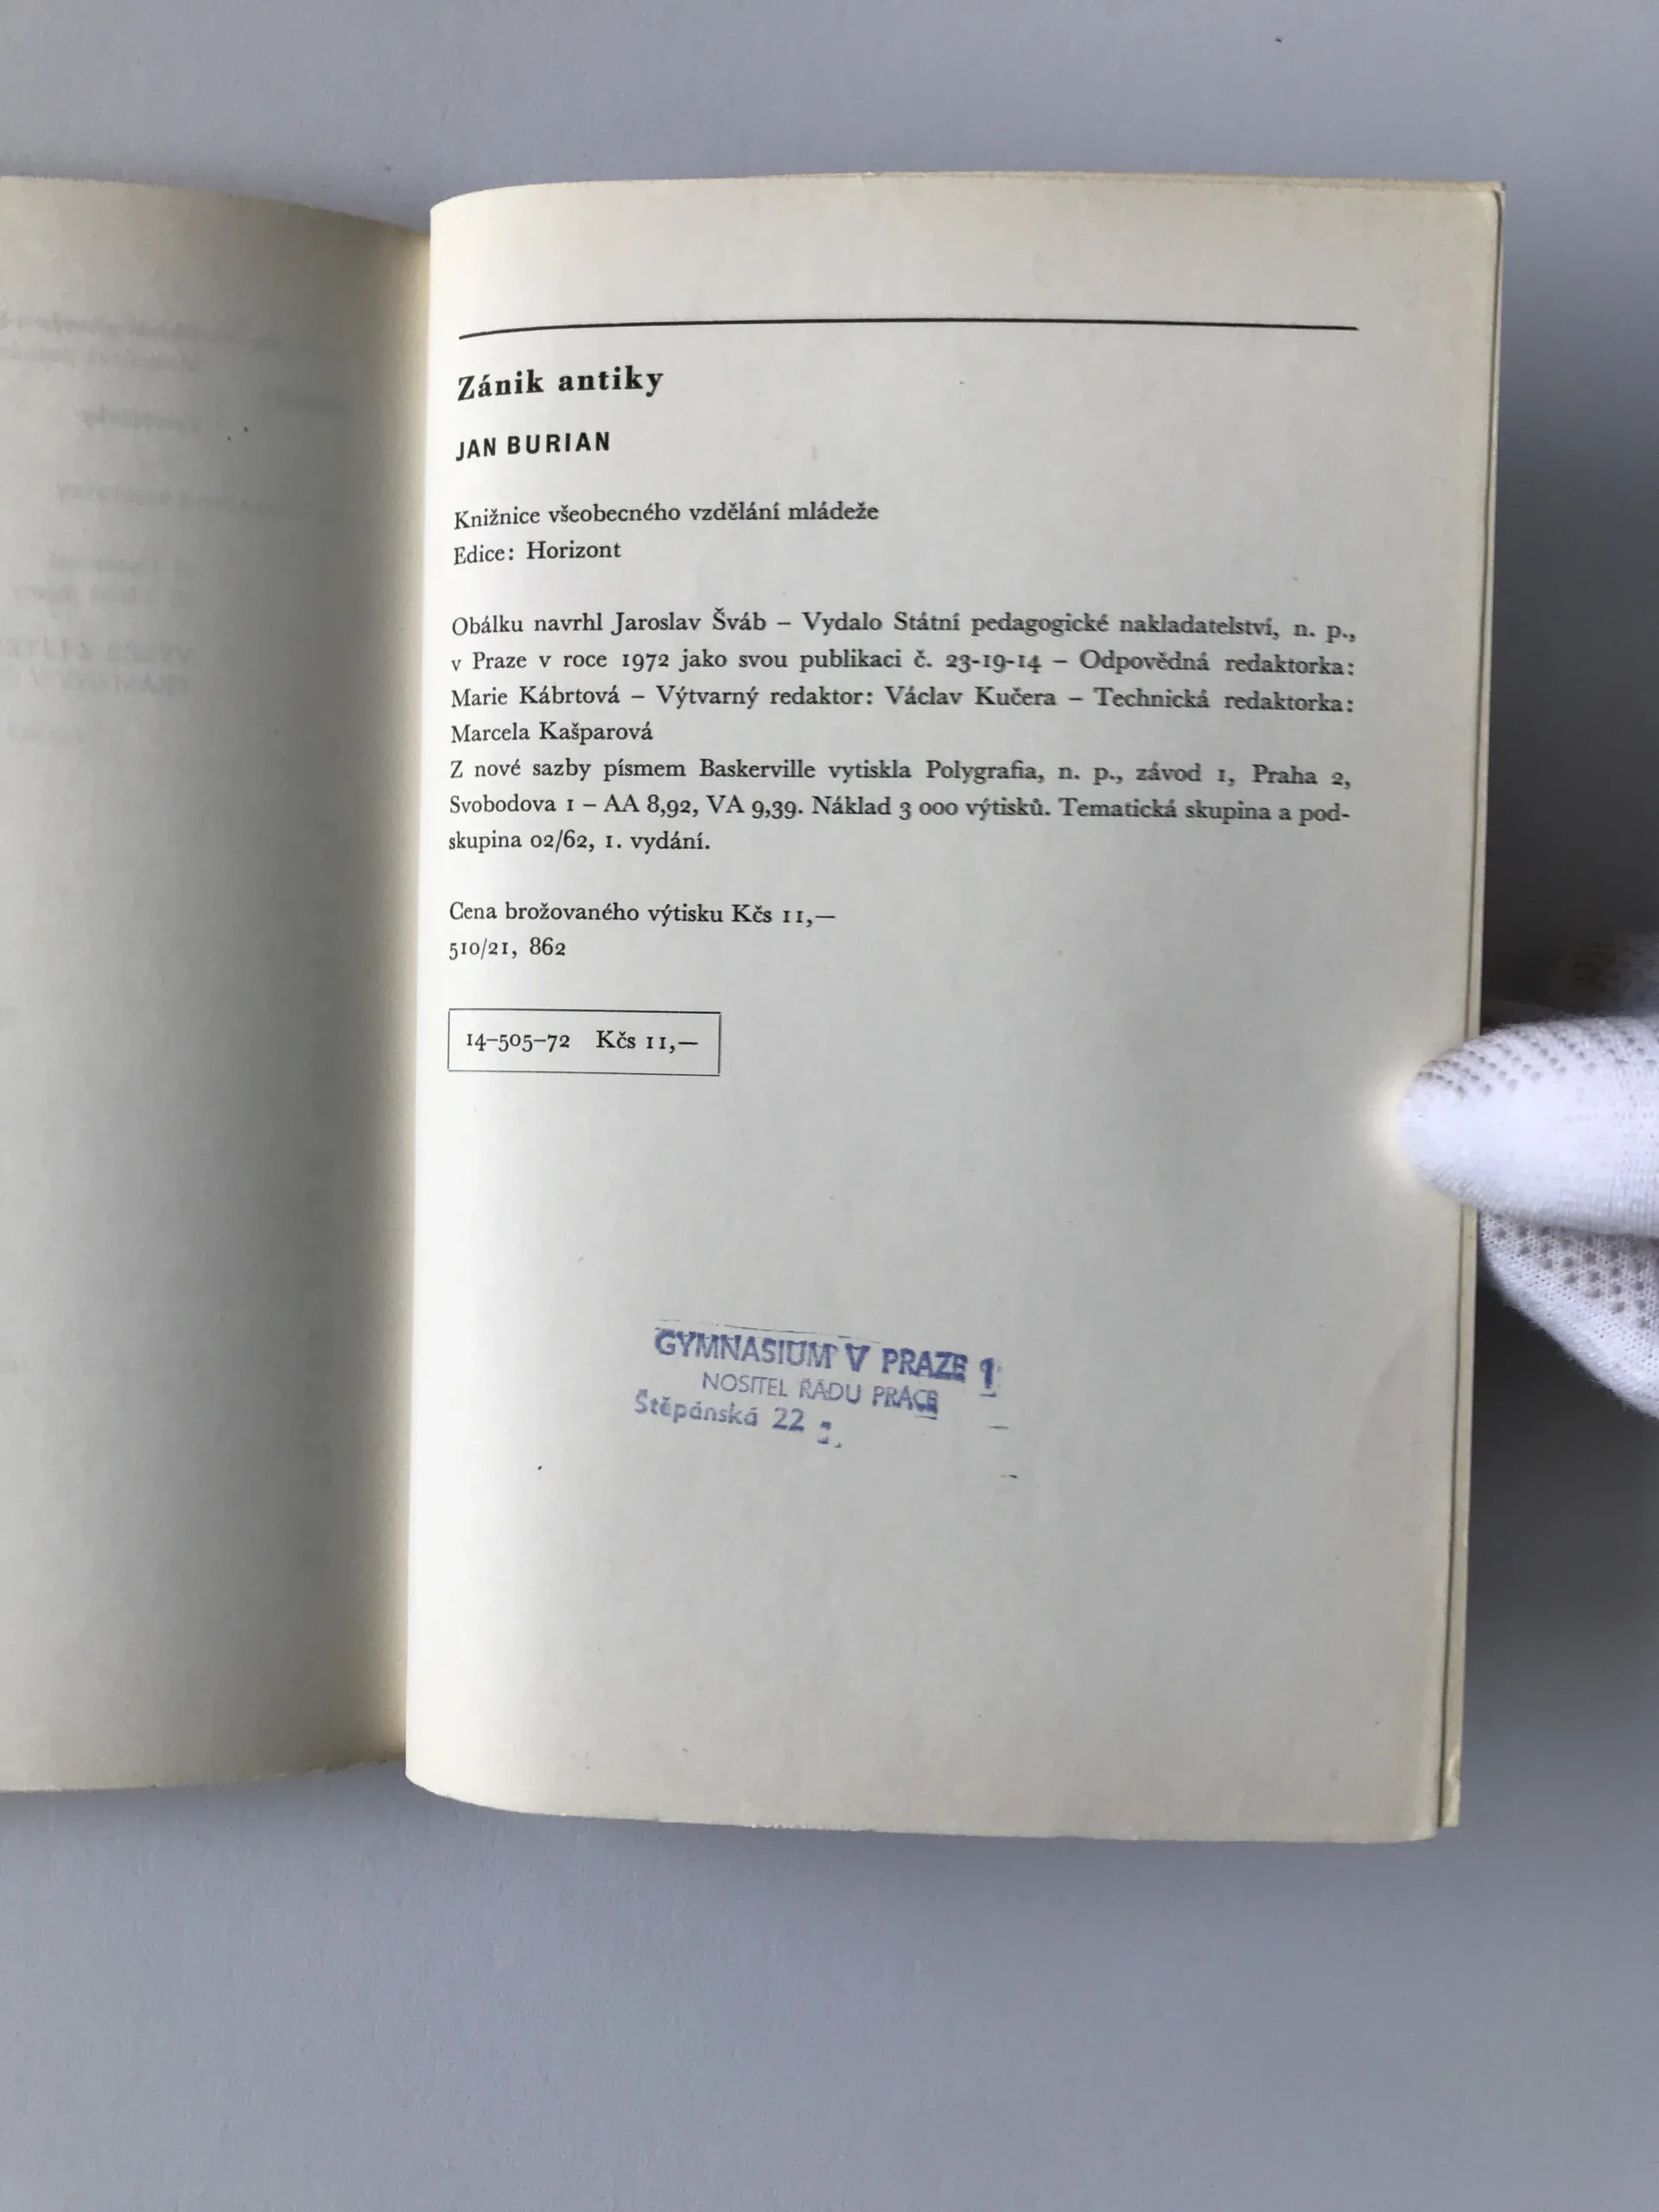 Zánik antiky
JAN BURIAN
Knižnice všeobecného vzdělání mládeže
Edice: Horizont
Obálku navrhl Jaroslav Šváb – Vydalo Státní pedagogické nakladatelství, n. p.,
v Praze v roce 1972 jako svou publikaci č. 23-19-14 – Odpovědná redaktorka:
Marie Kábrtová – Výtvarný redaktor: Václav Kučera – Technická redaktorka:
Marcela Kašparová
Z nové sazby písmem Baskerville vytiskla Polygrafia, n. p., závod 1, Praha 2,
Svobodova 1 – AA 8,92, VA 9,39. Náklad 3 000 výtisků. Tematická skupina a pod-
skupina 02/62, 1. vydání.
Cena brožovaného výtisku Kčs 11,—
510/21, 862
14–505–72 Kčs 11,—
GYMNASIUM V PRAZE 1
NOSITEL ŘÁDU PRÁCE
Štěpánská 22